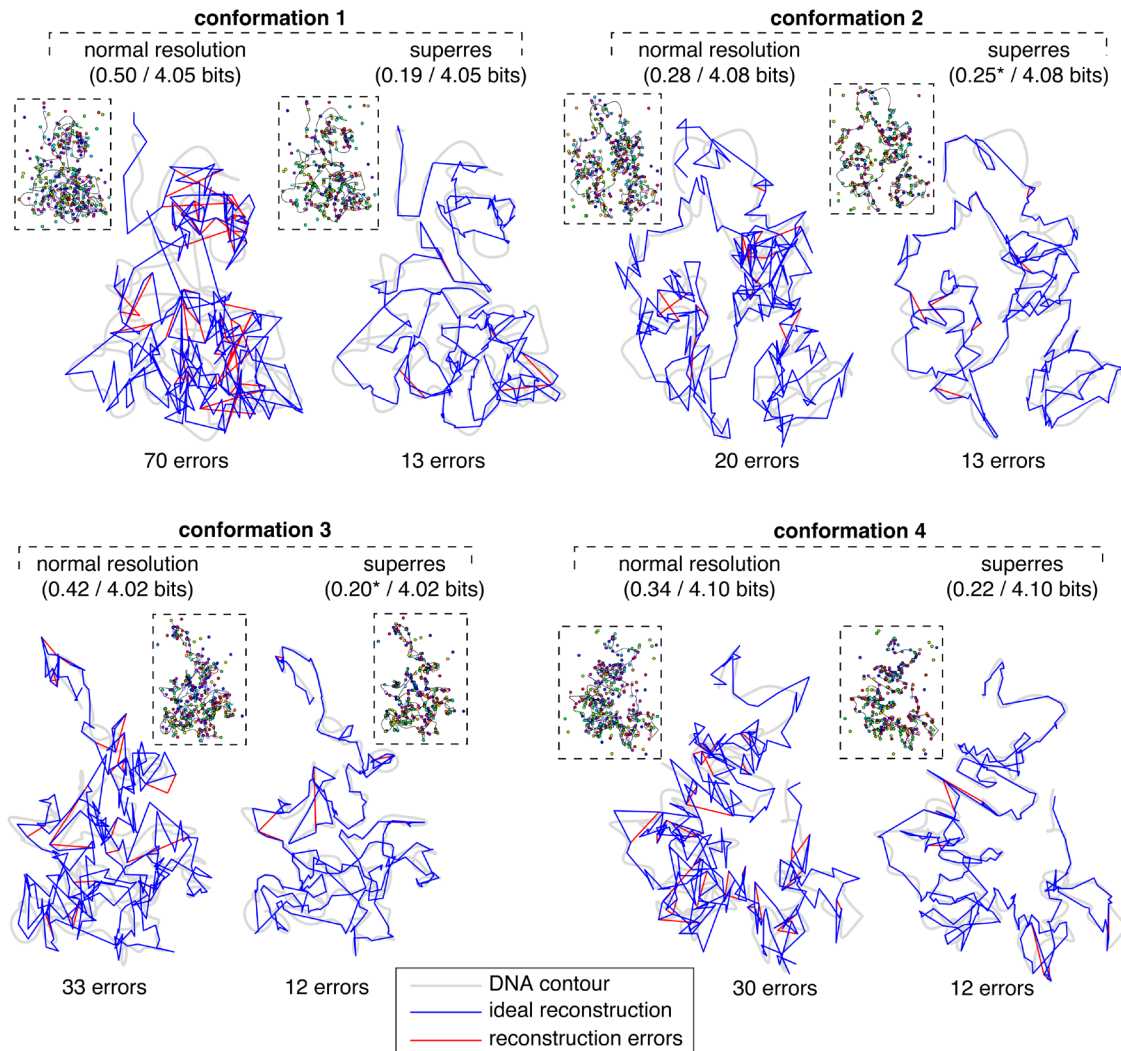 conformation 1
normal resolution
(0.50 / 4.05 bits)
superres
(0.19 / 4.05 bits)
70 errors
13 errors
conformation 2
normal resolution
(0.28 / 4.08 bits)
superres
(0.25* / 4.08 bits)
20 errors
13 errors
conformation 3
normal resolution
(0.42 / 4.02 bits)
superres
(0.20* / 4.02 bits)
33 errors
12 errors
conformation 4
normal resolution
(0.34 / 4.10 bits)
superres
(0.22 / 4.10 bits)
30 errors
12 errors
DNA contour
ideal reconstruction
reconstruction errors